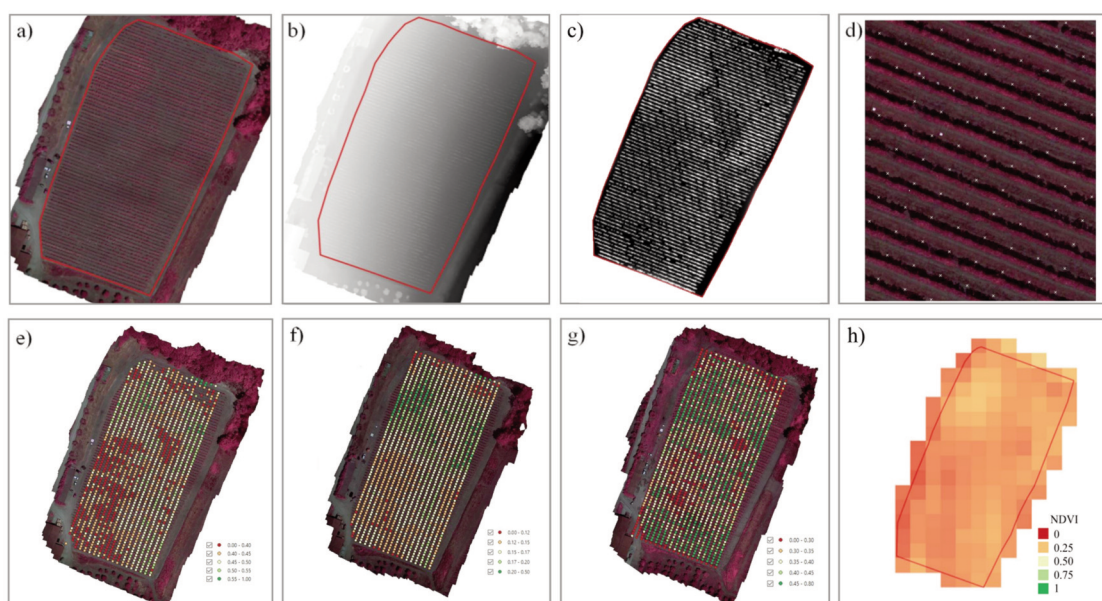 a)
b)
c)
d)
e)
0.00 - 0.40
0.40 - 0.45
0.45 - 0.50
0.50 - 0.55
0.55 - 1.00
f)
0.00 - 0.12
0.12 - 0.15
0.15 - 0.17
0.17 - 0.20
0.20 - 0.50
g)
0.00 - 0.30
0.30 - 0.35
0.35 - 0.40
0.40 - 0.45
0.45 - 0.80
h)
NDVI
0
0.25
0.50
0.75
1